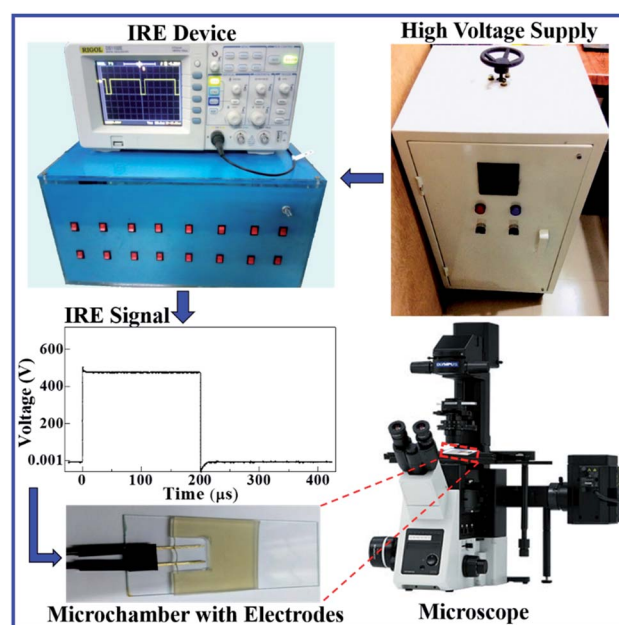 IRE Device
High Voltage Supply
RIGOL
IRE Signal
Voltage (V)
600
400
200
0.001
0
100
200
300
400
Time (µs)
OLYMPUS
Microchamber with Electrodes
Microscope